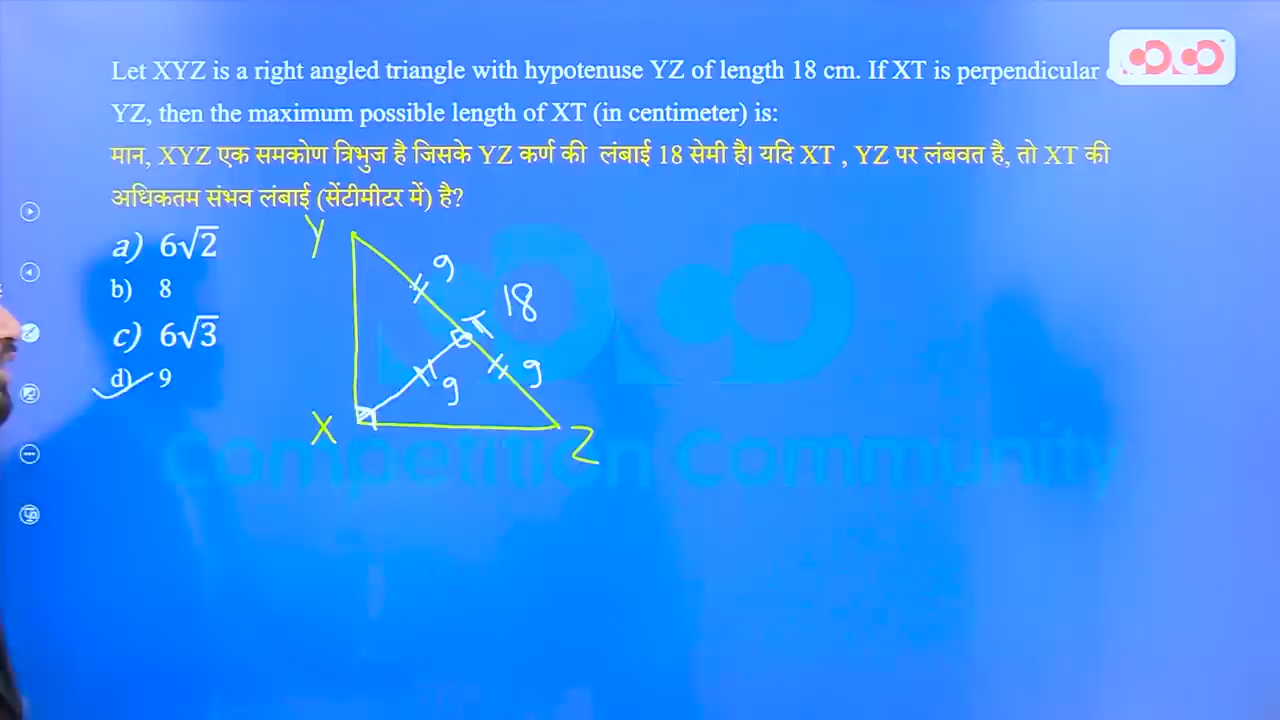 Let XYZ is a right angled triangle with hypotenuse YZ of length 18 cm. If XT is perpendicular
YZ, then the maximum possible length of XT (in centimeter) is:
मान, XYZ एक समकोण त्रिभुज है जिसके YZ कर्ण की लंबाई 18 सेमी है। यदि XT , YZ पर लंबवत है, तो XT की
अधिकतम संभव लंबाई (सेंटीमीटर में) है?
a) 6√2
b) 8
c) 6√3
d) 9
Y
9
18
9
9
X
Z
Competition Community